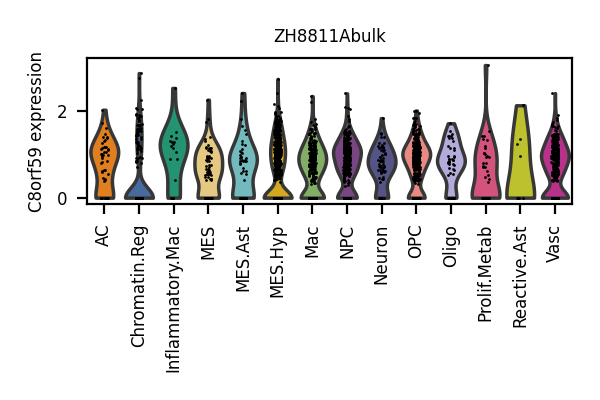 ZH8811Abulk
C8orf59 expression
2
0
AC
Chromatin.Reg
Inflammatory.Mac
MES
MES.Ast
MES.Hyp
Mac
NPC
Neuron
OPC
Oligo
Prolif.Metab
Reactive.Ast
Vasc